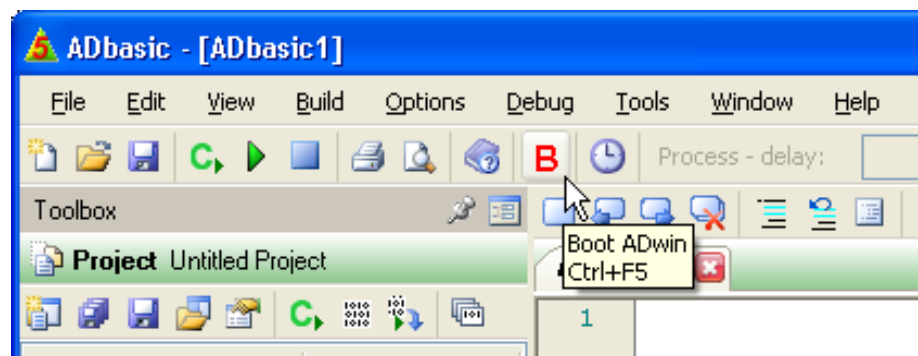 5 ADbasic - [ADbasic1]
File Edit View Build Options Debug Tools Window Help
C B Process - delay:
Toolbox
Boot ADwin
Ctrl+F5
Project Untitled Project
C
1